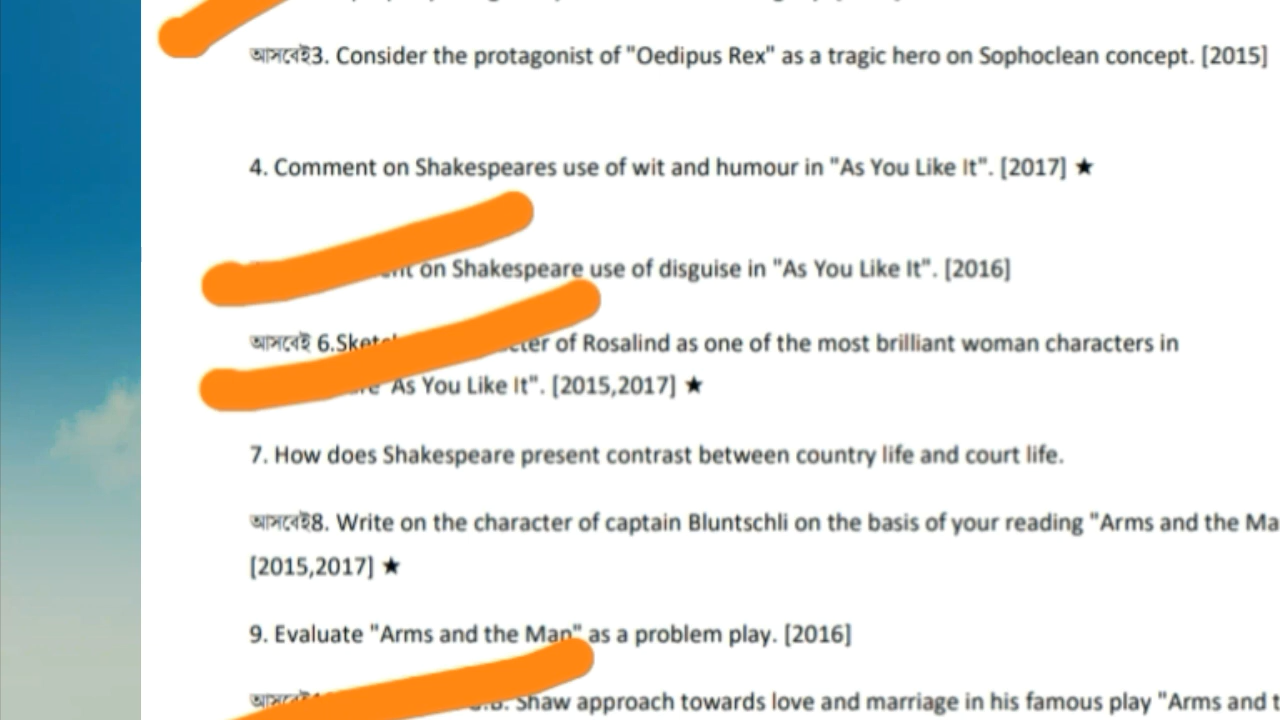 আসবেই3. Consider the protagonist of "Oedipus Rex" as a tragic hero on Sophoclean concept. [2015]
4. Comment on Shakespeares use of wit and humour in "As You Like It". [2017] ★
on Shakespeare use of disguise in "As You Like It". [2016]
আসবেই 6.Sketch of Rosalind as one of the most brilliant woman characters in
As You Like It". [2015,2017] ★
7. How does Shakespeare present contrast between country life and court life.
আসবেই8. Write on the character of captain Bluntschli on the basis of your reading "Arms and the Ma
[2015,2017] ★
9. Evaluate "Arms and the Man" as a problem play. [2016]
Shaw approach towards love and marriage in his famous play "Arms and t